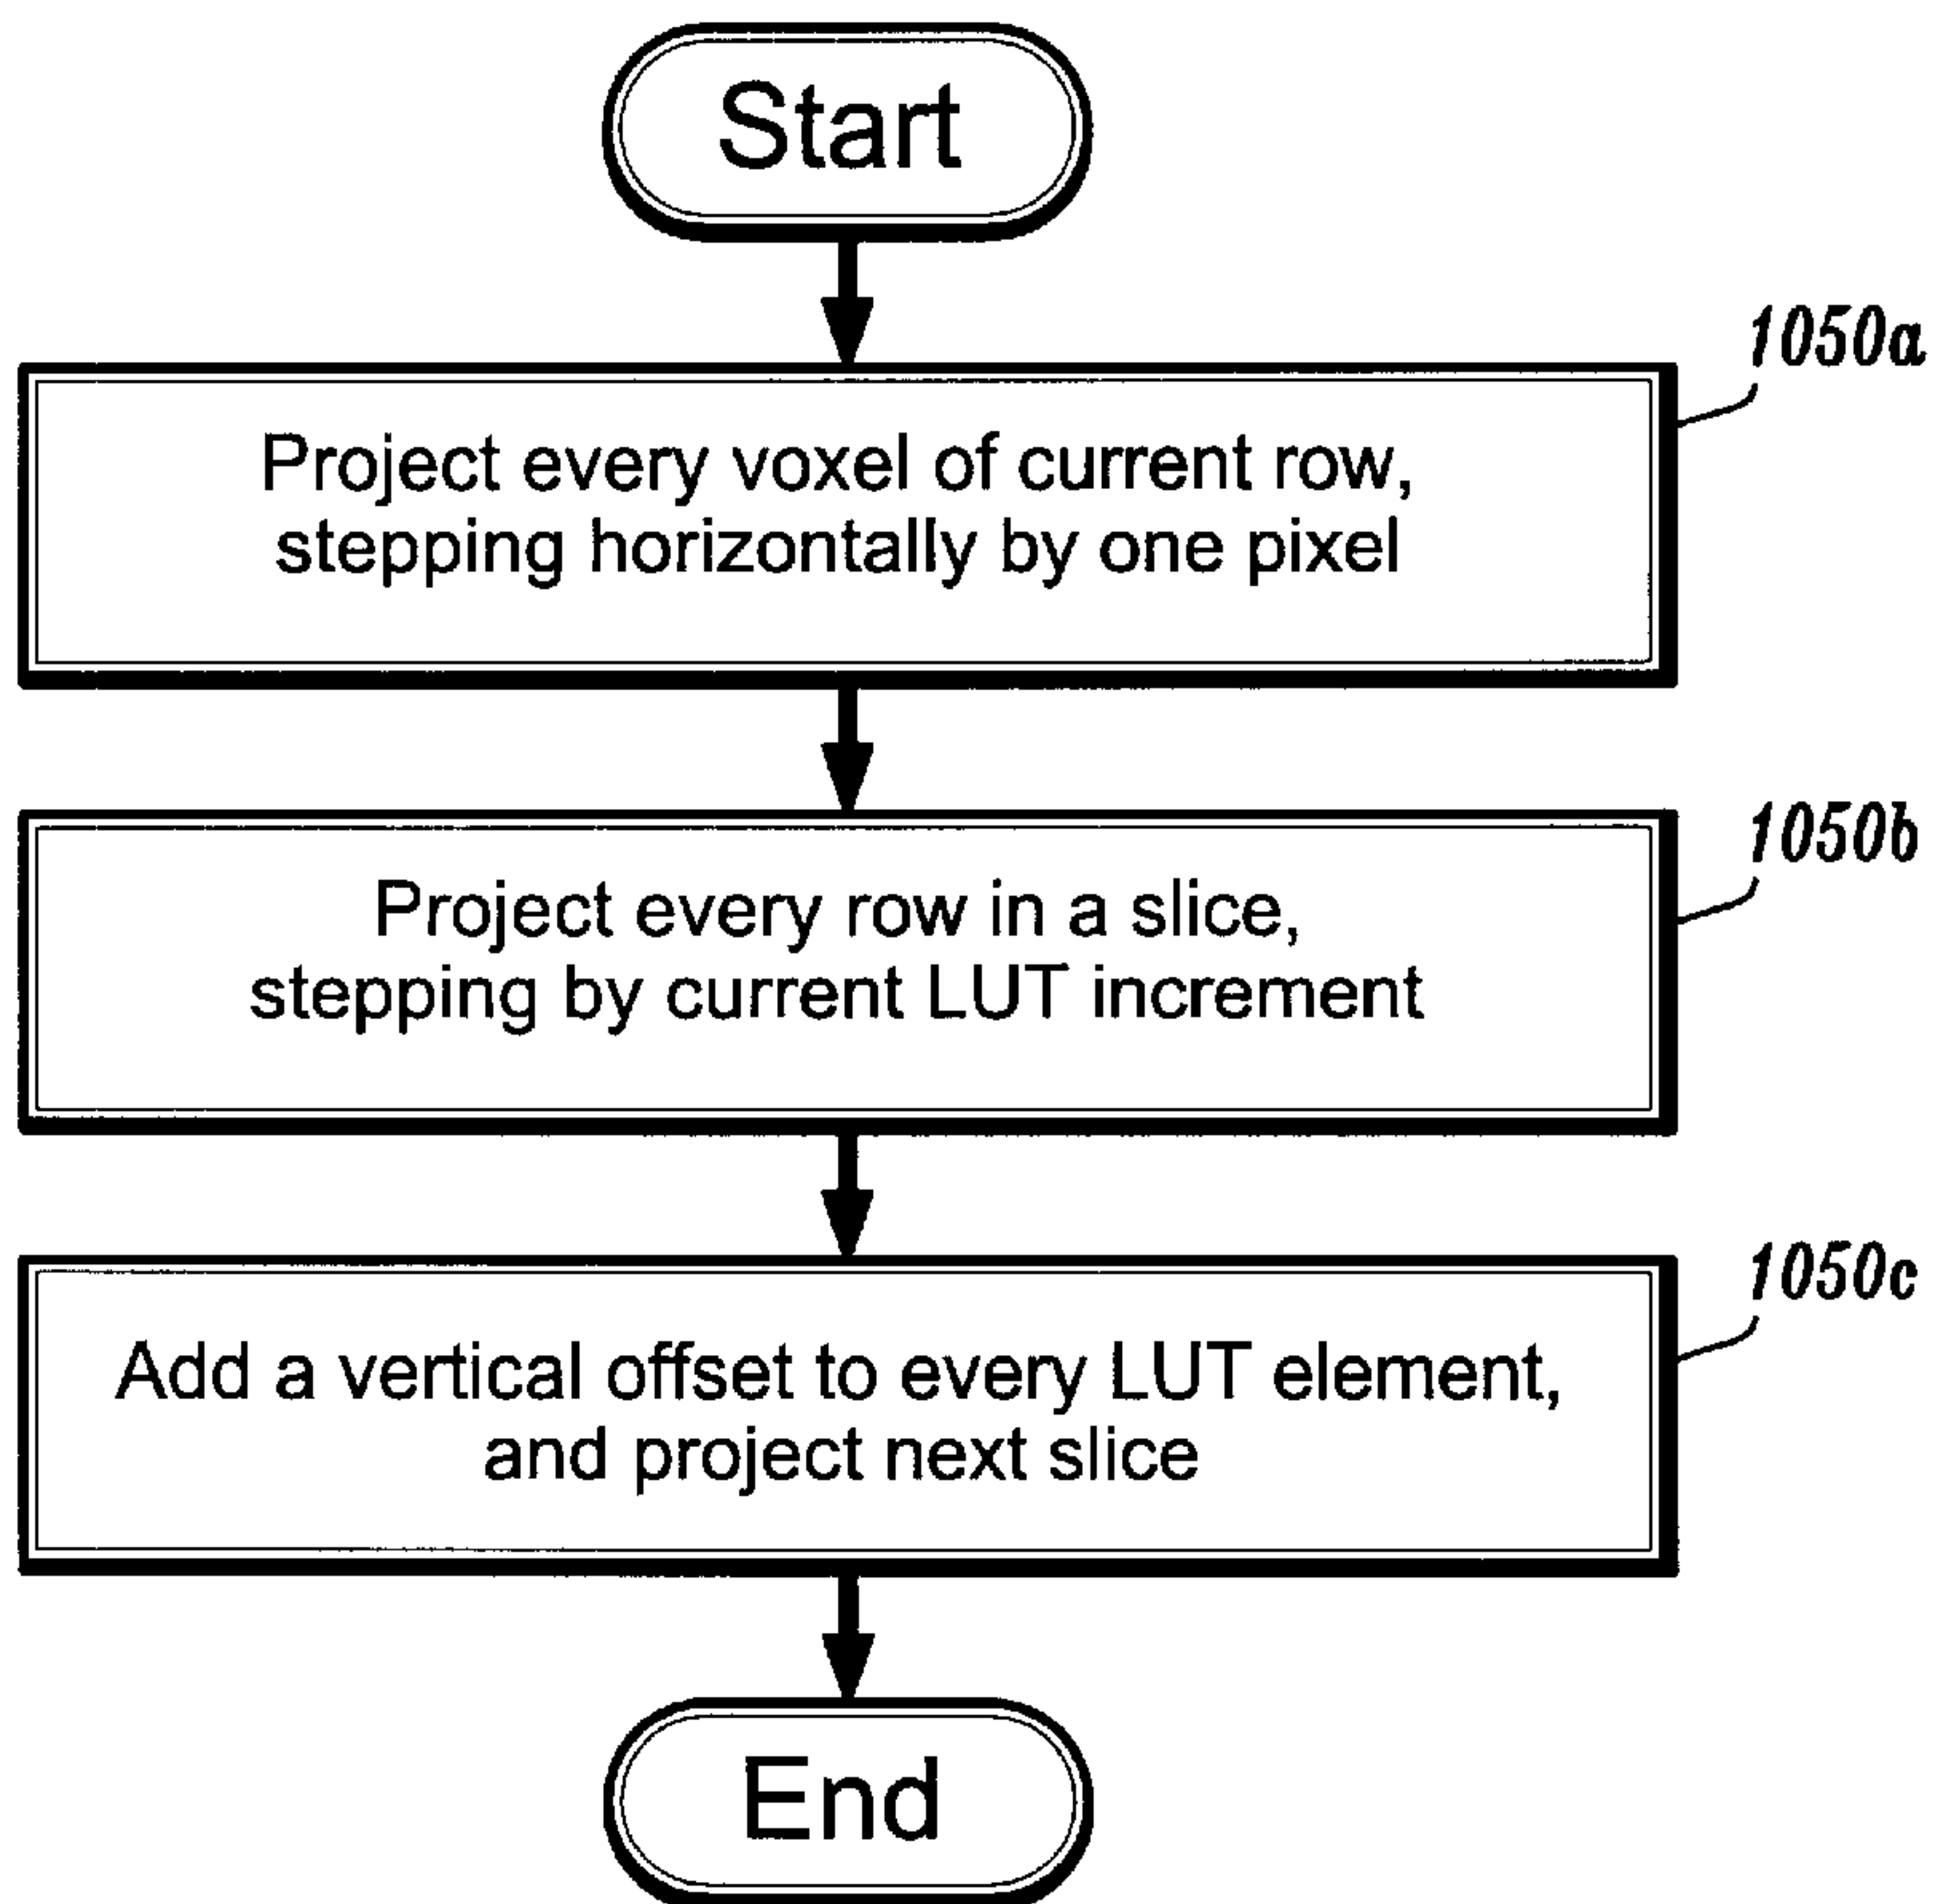 Start
1050a
Project every voxel of current row,
stepping horizontally by one pixel
1050b
Project every row in a slice,
stepping by current LUT increment
1050c
Add a vertical offset to every LUT element,
and project next slice
End